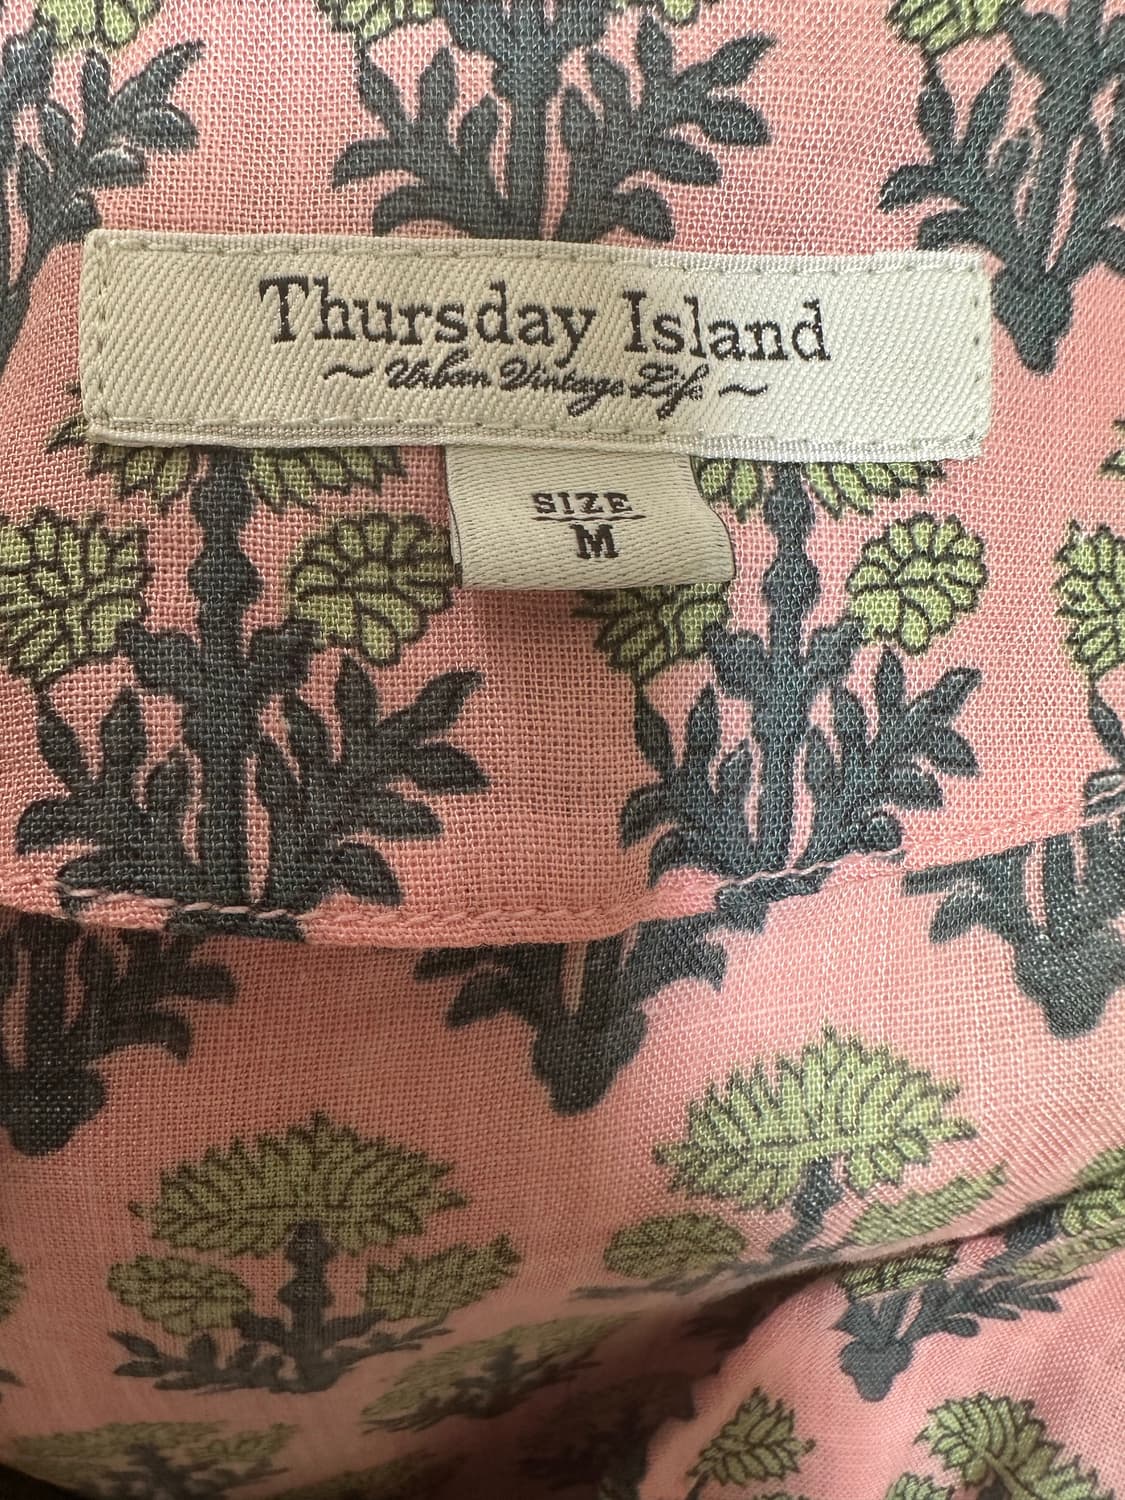 Thursday Island
~ Urban Vintage Life ~
SIZE
M